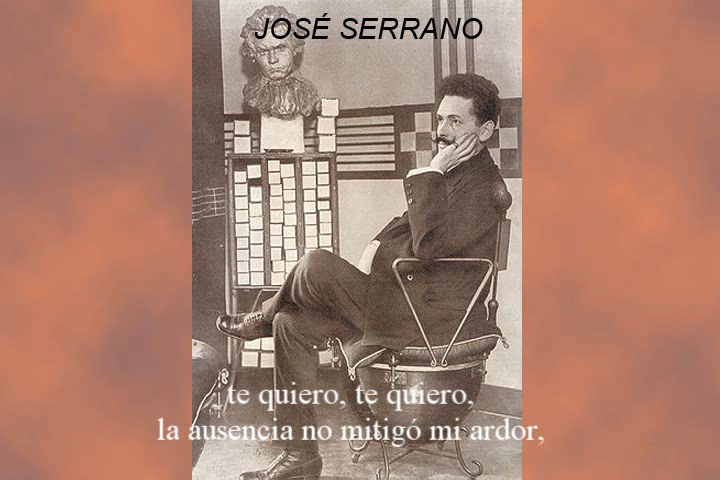 JOSÉ SERRANO
te quiero, te quiero,
la ausencia no mitigó mi ardor,